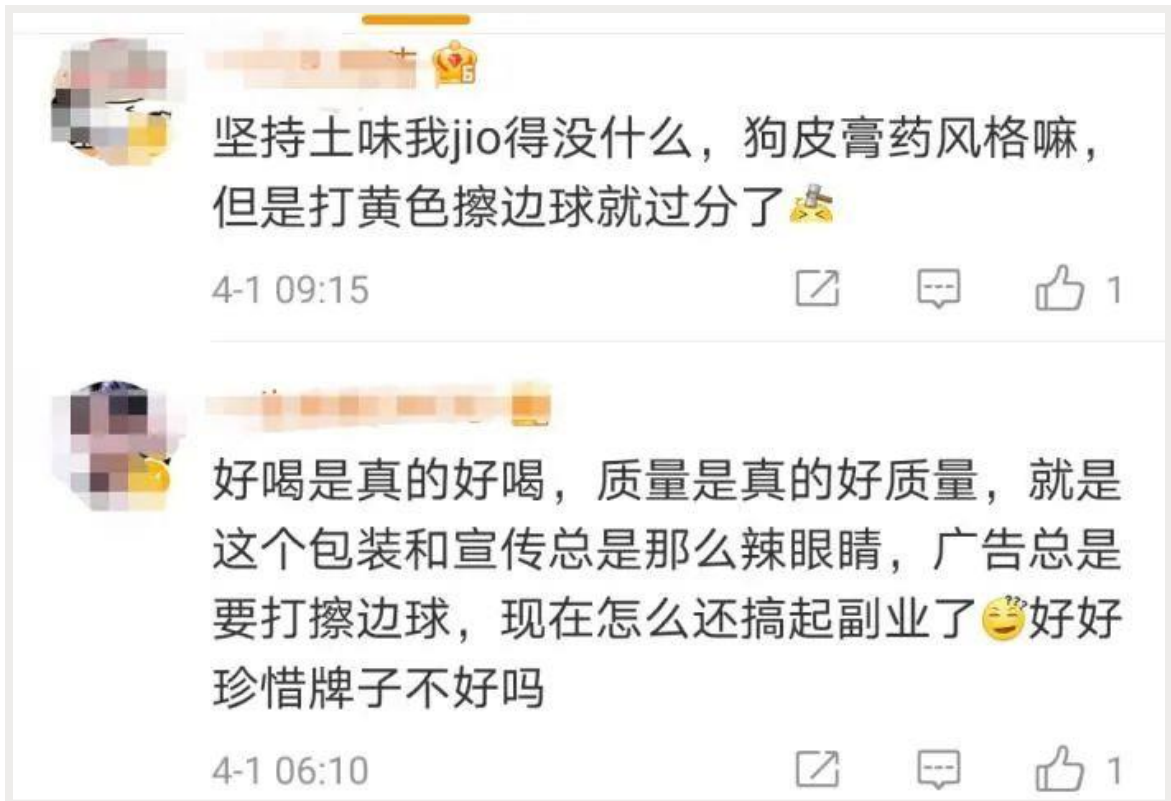 坚持土味我jio得没什么，狗皮膏药风格嘛，
但是打黄色擦边球就过分了
4-1 09:15
1
好喝是真的好喝，质量是真的好质量，就是
这个包装和宣传总是那么辣眼睛，广告总是
要打擦边球，现在怎么还搞起副业了好好
珍惜牌子不好吗
4-1 06:10
1